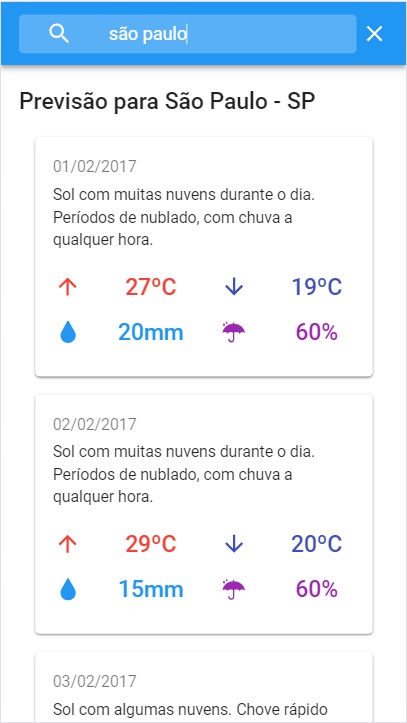 são paulo
Previsão para São Paulo - SP
01/02/2017
Sol com muitas nuvens durante o dia.
Períodos de nublado, com chuva a
qualquer hora.
27ºC 19ºC
20mm 60%
02/02/2017
Sol com muitas nuvens durante o dia.
Períodos de nublado, com chuva a
qualquer hora.
29ºC 20ºC
15mm 60%
03/02/2017
Sol com algumas nuvens. Chove rápido